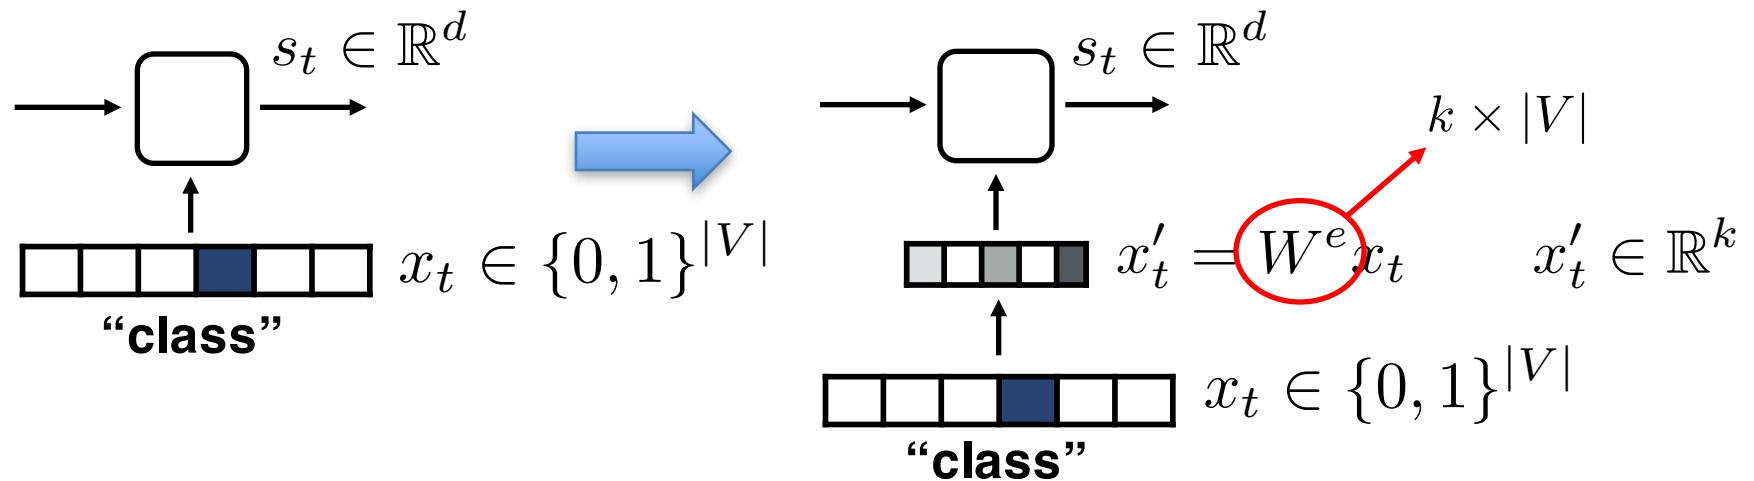 s_t ∈ ℝ^d
x_t ∈ {0, 1}^{|V|}
“class”
s_t ∈ ℝ^d
k × |V|
x'_t = W^e x_t
x'_t ∈ ℝ^k
x_t ∈ {0, 1}^{|V|}
“class”